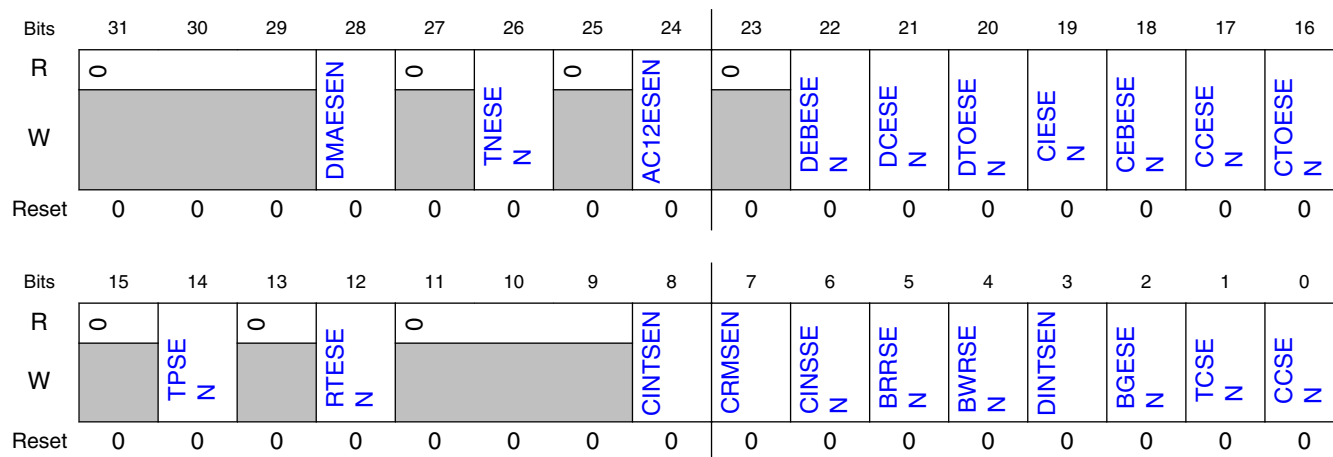 Bits 31 30 29 28 27 26 25 24 23 22 21 20 19 18 17 16
R 0 0 0 0
W DMAESEN TNESE N AC12ESEN DEBESE N DCESE N DTOESE N CIESE N CEBESE N CCESE N CTOESE N
Reset 0 0 0 0 0 0 0 0 0 0 0 0 0 0 0 0
Bits 15 14 13 12 11 10 9 8 7 6 5 4 3 2 1 0
R 0 0 0
W TPSE N RTESE N CINTSEN CRMSEN CINSSE N BRRSE N BWRSE N DINTSEN BGESE N TCSE N CCSE N
Reset 0 0 0 0 0 0 0 0 0 0 0 0 0 0 0 0